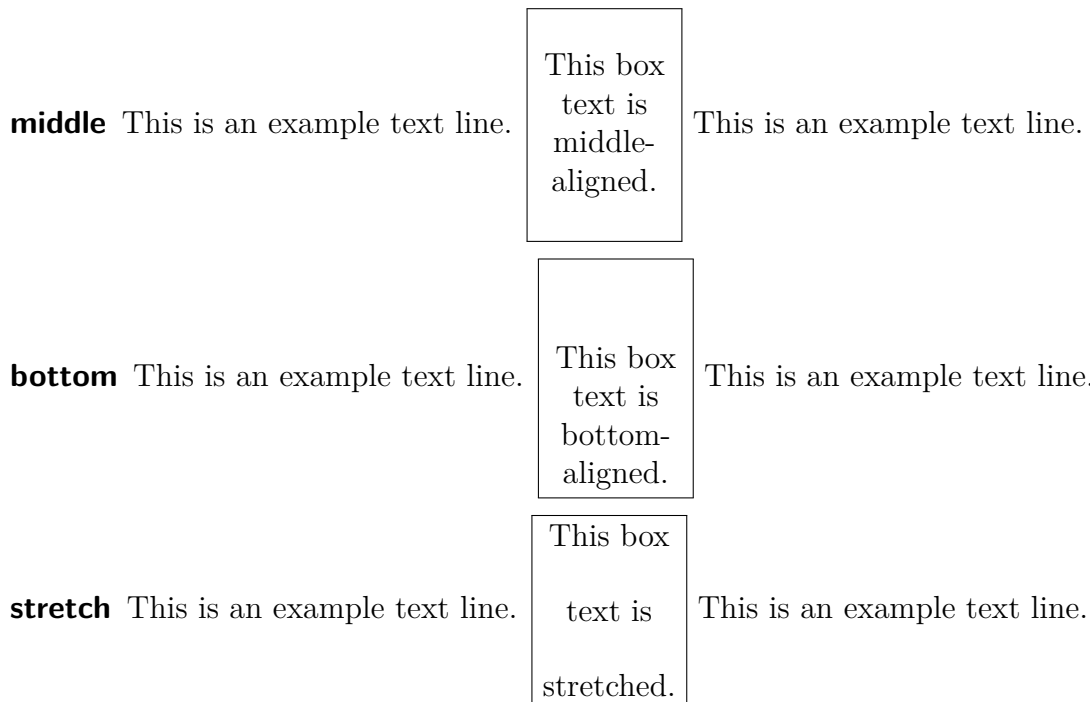 This box
text is
middle This is an example text line. middle- This is an example text line.
aligned.
This box
bottom This is an example text line. text is This is an example text line.
bottom-
aligned.
This box
stretch This is an example text line. text is This is an example text line.
stretched.